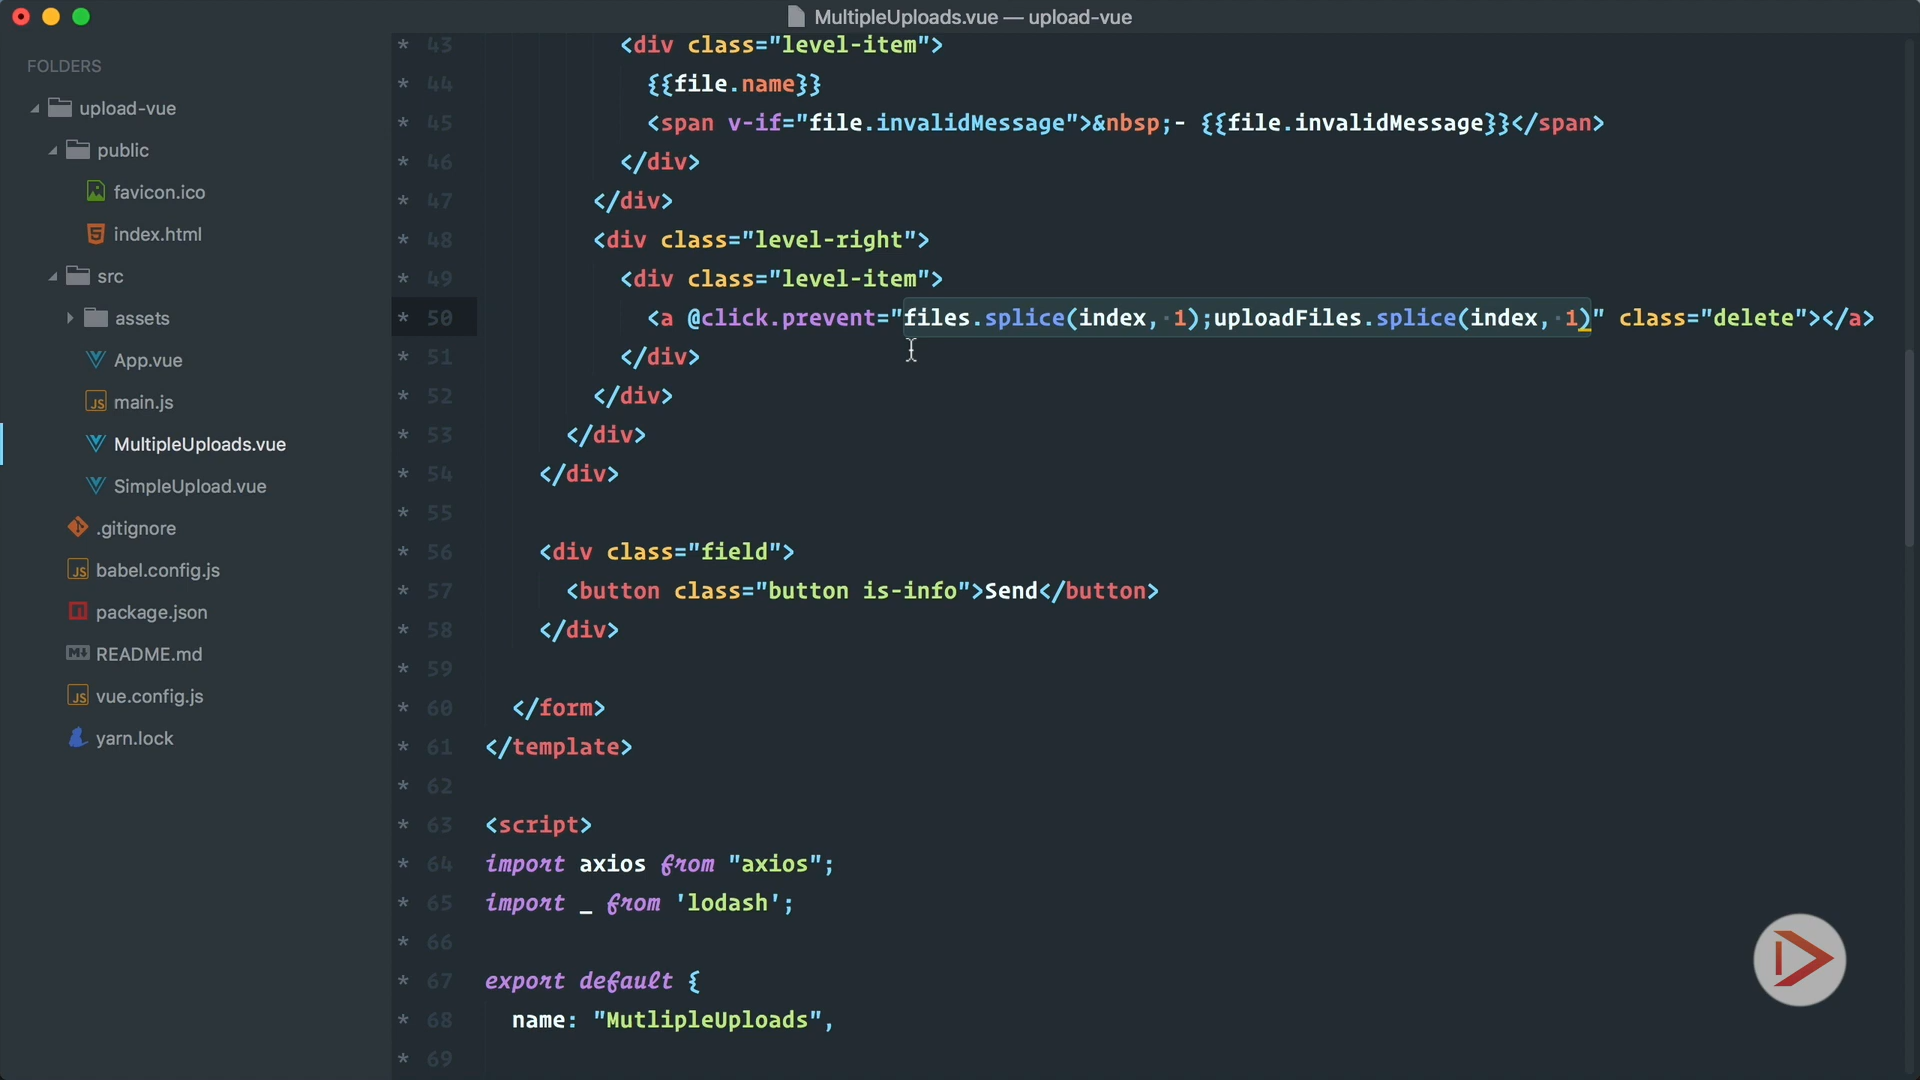 MultipleUploads.vue — upload-vue
FOLDERS
upload-vue
public
favicon.ico
index.html
src
assets
App.vue
main.js
MultipleUploads.vue
SimpleUpload.vue
.gitignore
babel.config.js
package.json
README.md
vue.config.js
yarn.lock
* 43 <div class="level-item">
* 44 {{file.name}}
* 45 <span v-if="file.invalidMessage">&nbsp;- {{file.invalidMessage}}</span>
* 46 </div>
* 47 </div>
* 48 <div class="level-right">
* 49 <div class="level-item">
* 50 <a @click.prevent="files.splice(index, 1);uploadFiles.splice(index, 1)" class="delete"></a>
* 51 </div>
* 52 </div>
* 53 </div>
* 54 </div>
* 55
* 56 <div class="field">
* 57 <button class="button is-info">Send</button>
* 58 </div>
* 59
* 60 </form>
* 61 </template>
* 62
* 63 <script>
* 64 import axios from "axios";
* 65 import _ from 'lodash';
* 66
* 67 export default {
* 68 name: "MutlipleUploads",
* 69